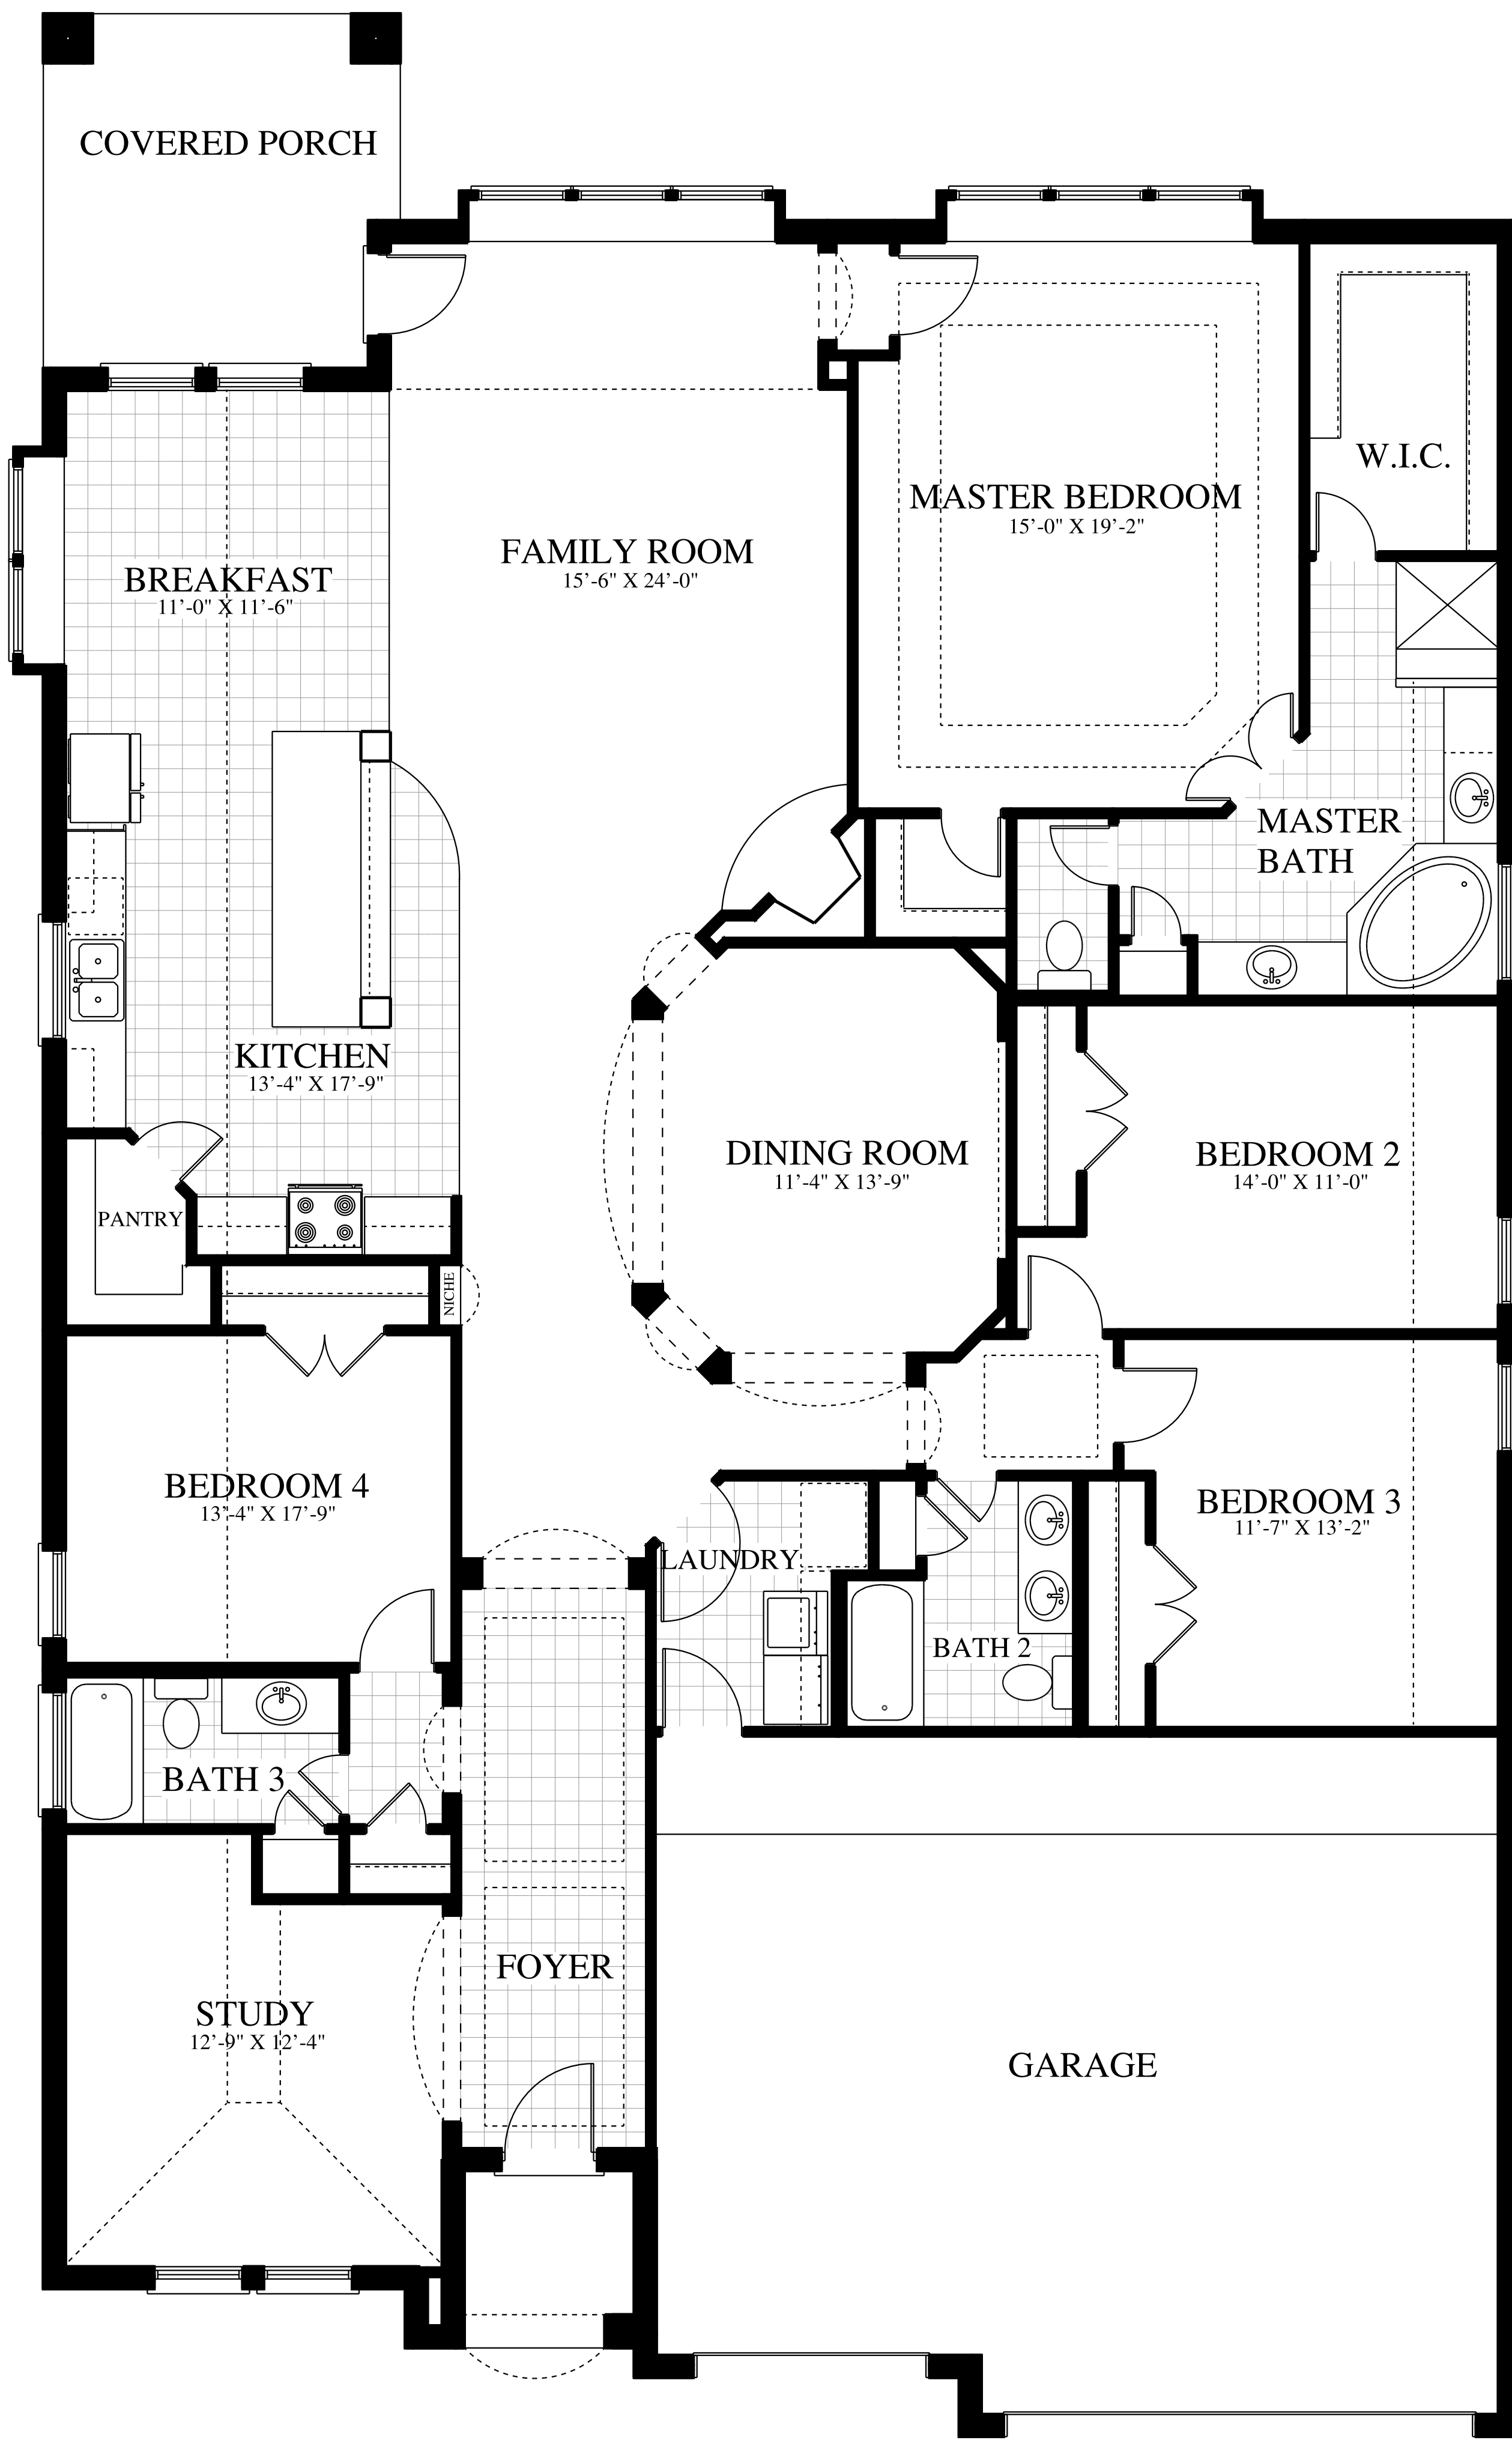 COVERED PORCH
W.I.C.
MASTER BEDROOM
15'-0" X 19'-2"
FAMILY ROOM
15'-6" X 24'-0"
BREAKFAST
11'-0" X 11'-6"
MASTER
BATH
KITCHEN
13'-4" X 17'-9"
DINING ROOM
11'-4" X 13'-9"
BEDROOM 2
14'-0" X 11'-0"
PANTRY
NICHE
BEDROOM 4
13'-4" X 17'-9"
BEDROOM 3
11'-7" X 13'-2"
LAUNDRY
BATH 2
BATH 3
FOYER
STUDY
12'-9" X 12'-4"
GARAGE